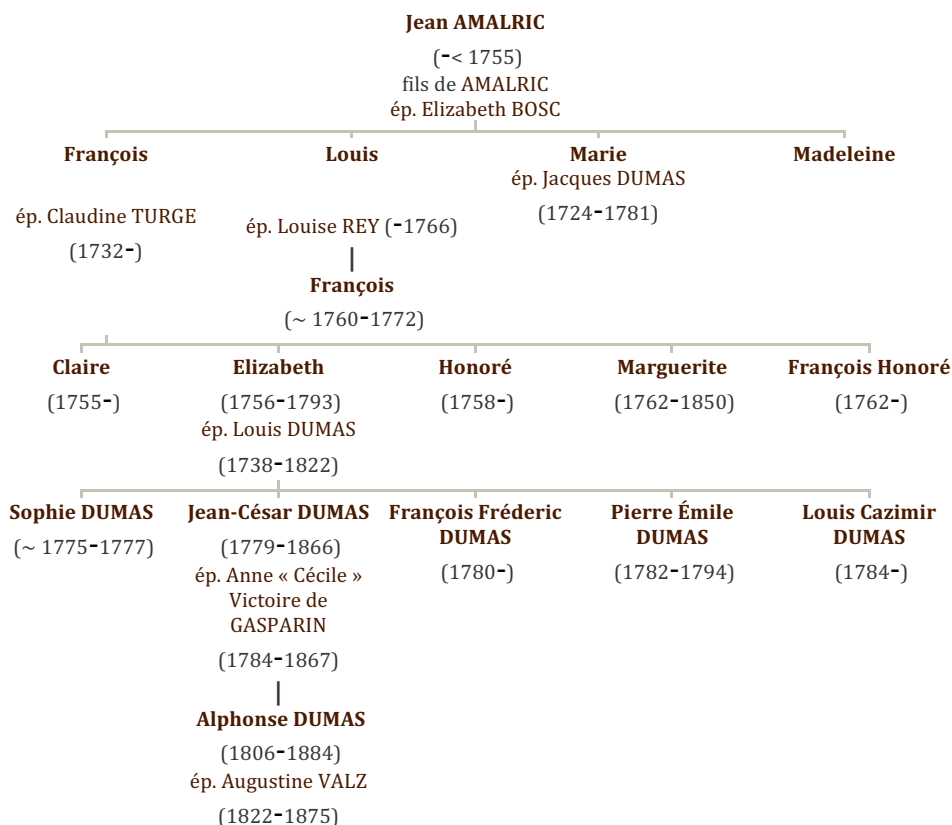 Jean AMALRIC
(-< 1755)
fils de AMALRIC
ép. Elizabeth BOSC
François
Louis
Marie
Madeleine
ép. Jacques DUMAS
(1724-1781)
ép. Claudine TURGE
ép. Louise REY (-1766)
(1732-)
François
(~ 1760-1772)
Claire
Elizabeth
Honoré
Marguerite
François Honoré
(1755-)
(1756-1793)
(1758-)
(1762-1850)
(1762-)
ép. Louis DUMAS
(1738-1822)
Sophie DUMAS
(~ 1775-1777)
Jean-César DUMAS
(1779-1866)
ép. Anne « Cécile »
Victoire de
GASPARIN
(1784-1867)
François Fréderic
DUMAS
(1780-)
Pierre Émile
DUMAS
(1782-1794)
Louis Cazimir
DUMAS
(1784-)
Alphonse DUMAS
(1806-1884)
ép. Augustine VALZ
(1822-1875)